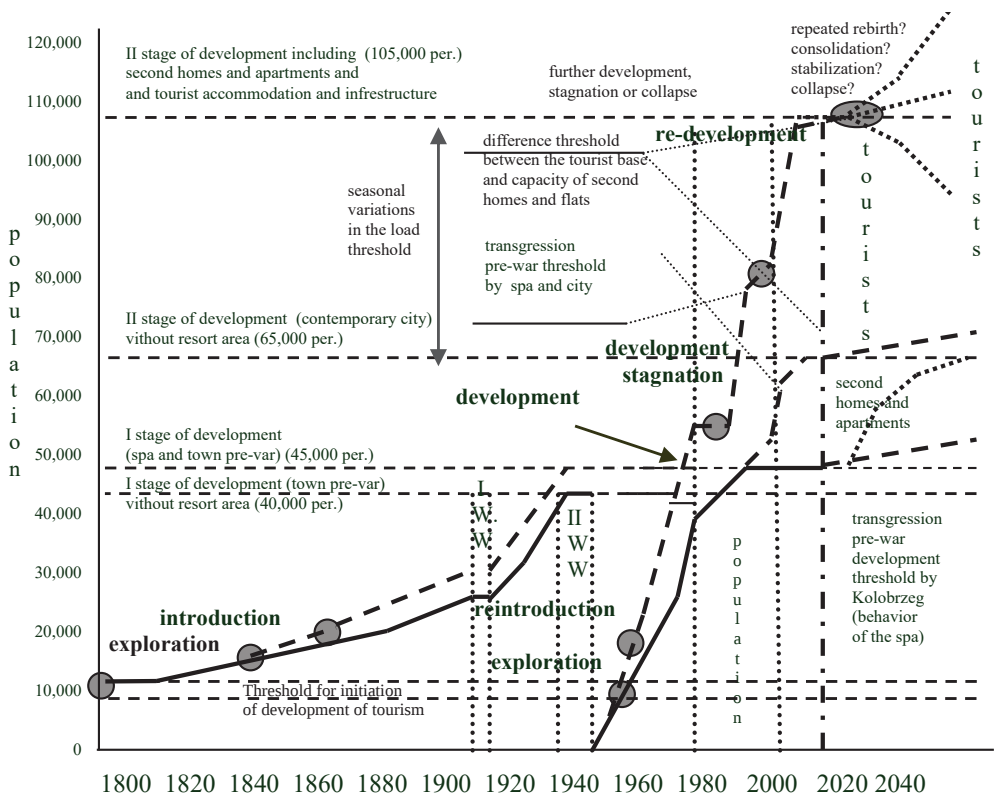 120,000
110,000
100,000
90,000
80,000
70,000
60,000
50,000
40,000
30,000
20,000
10,000
0
population
II stage of development including (105,000 per.)
second homes and apartments and
and tourist accommodation and infrestructure
further development,
stagnation or collapse
repeated rebirth?
consolidation?
stabilization?
collapse?
tourists
tourists
re-development
difference threshold
between the tourist base
and capacity of second
homes and flats
seasonal
variations
in the load
threshold
transgression
pre-war threshold
by spa and city
II stage of development (contemporary city)
vithout resort area (65,000 per.)
development
stagnation
development
second
homes and
apartments
I stage of development
(spa and town pre-var) (45,000 per.)
I stage of development (town pre-var)
vithout resort area (40,000 per.)
I
W.
W
II
W
W
transgression
pre-war
development
threshold by
Kolobrzeg
(behavior
of the spa)
population
introduction
exploration
reintroduction
exploration
Threshold for initiation
of development of tourism
1800 1820 1840 1860 1880 1900 1920 1940 1960 1980 2000 2020 2040